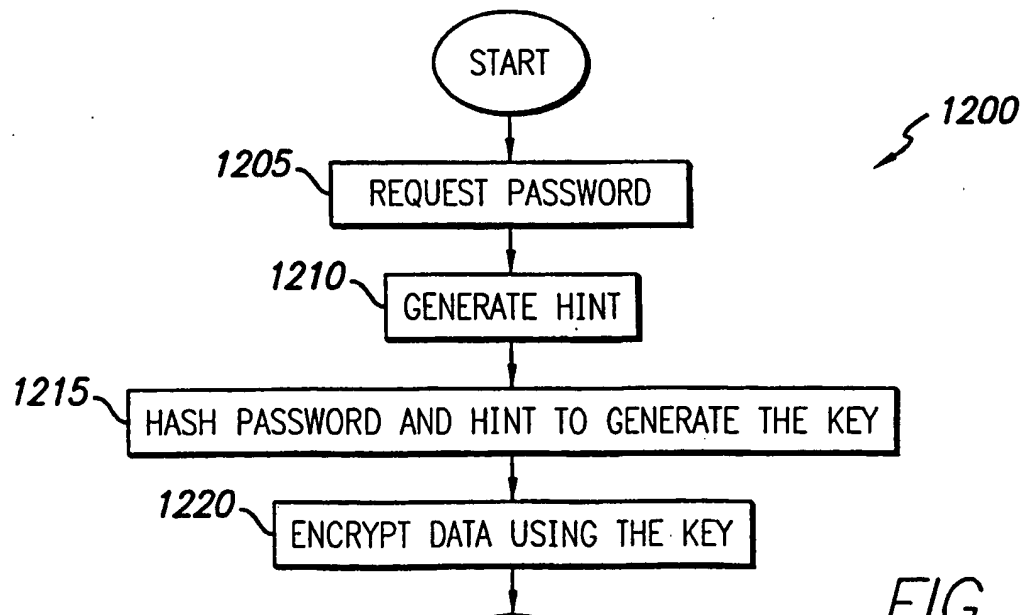 START
1200
1205
REQUEST PASSWORD
1210
GENERATE HINT
1215
HASH PASSWORD AND HINT TO GENERATE THE KEY
1220
ENCRYPT DATA USING THE KEY
FIG